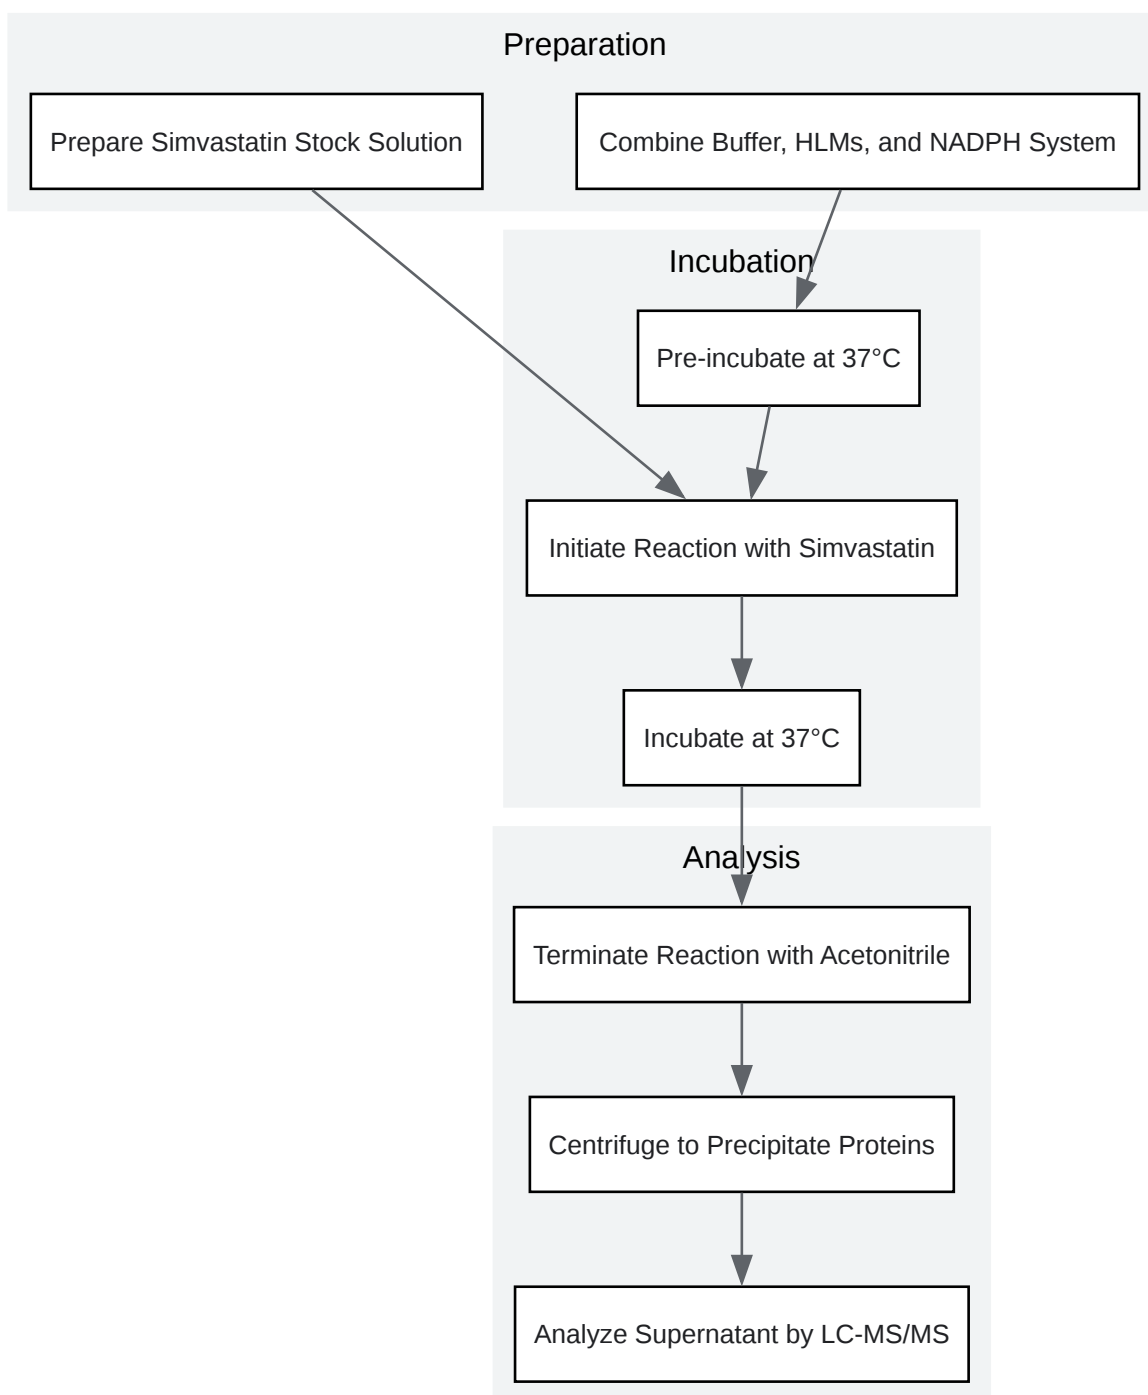 Preparation
Prepare Simvastatin Stock Solution
Combine Buffer, HLMs, and NADPH System
Incubation
Pre-incubate at 37°C
Initiate Reaction with Simvastatin
Incubate at 37°C
Analysis
Terminate Reaction with Acetonitrile
Centrifuge to Precipitate Proteins
Analyze Supernatant by LC-MS/MS